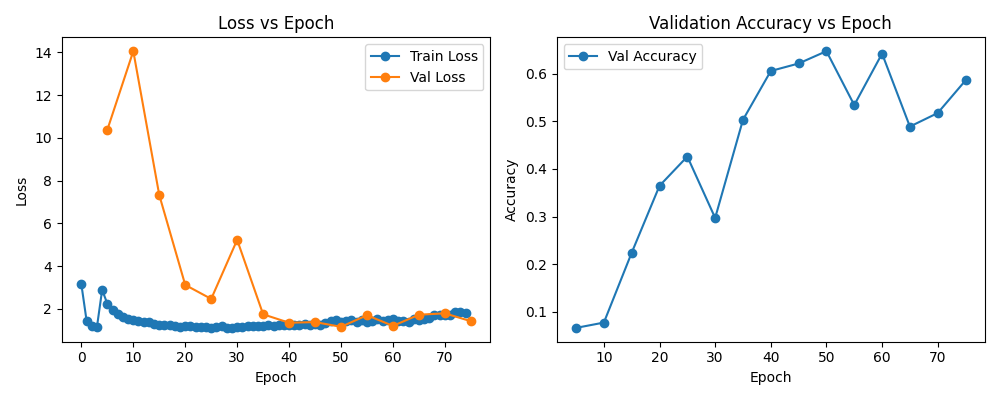 Loss vs Epoch
Loss
14
12
10
8
6
4
2
Train Loss
Val Loss
0 10 20 30 40 50 60 70
Epoch
Validation Accuracy vs Epoch
Accuracy
0.6
0.5
0.4
0.3
0.2
0.1
Val Accuracy
10 20 30 40 50 60 70
Epoch